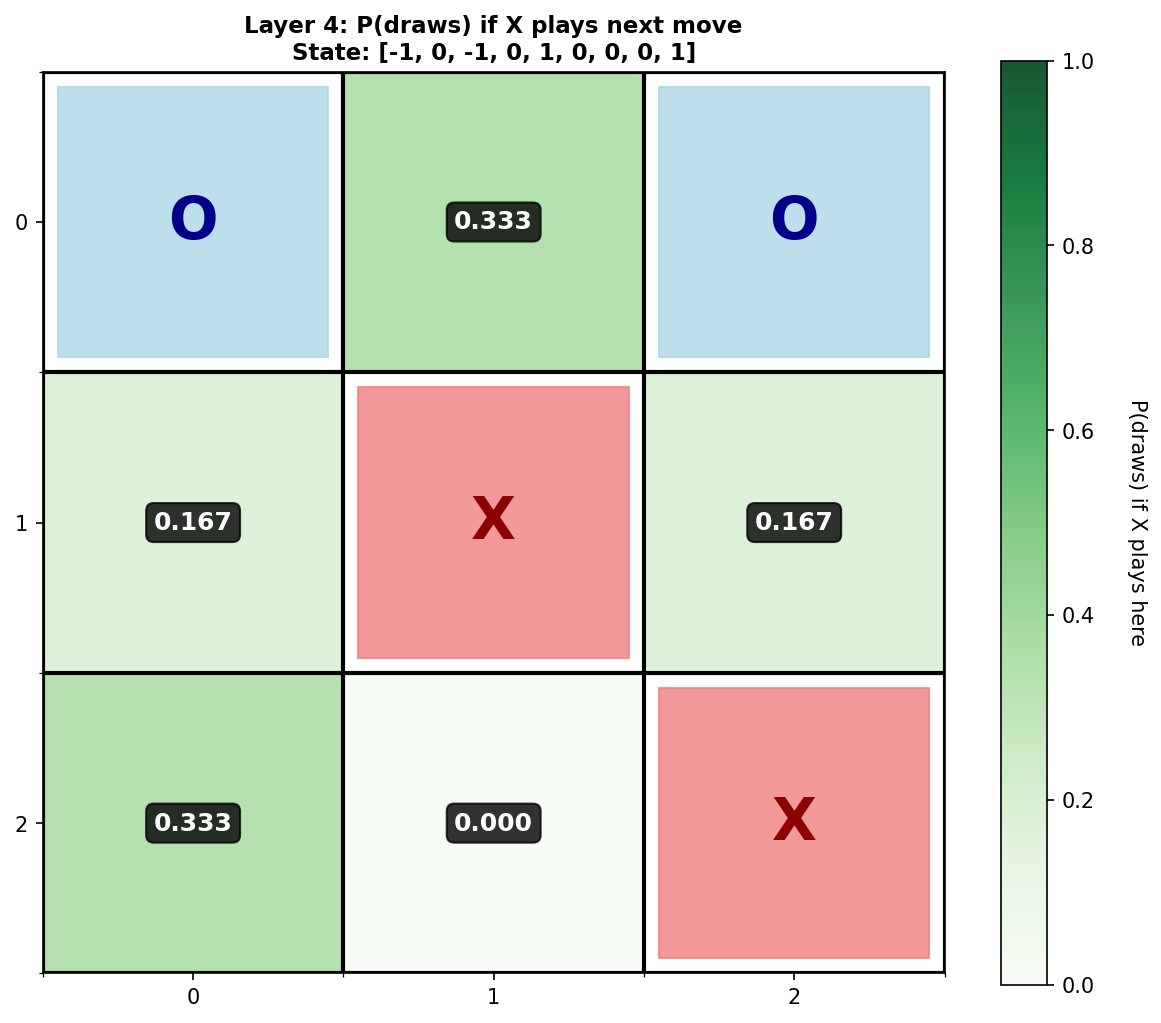 Layer 4: P(draws) if X plays next move
State: [-1, 0, -1, 0, 1, 0, 0, 0, 1]
O
0.333
O
0.167
X
0.167
0.333
0.000
X
0
1
2
0
1
2
1.0
0.8
0.6
0.4
0.2
0.0
P(draws) if X plays here